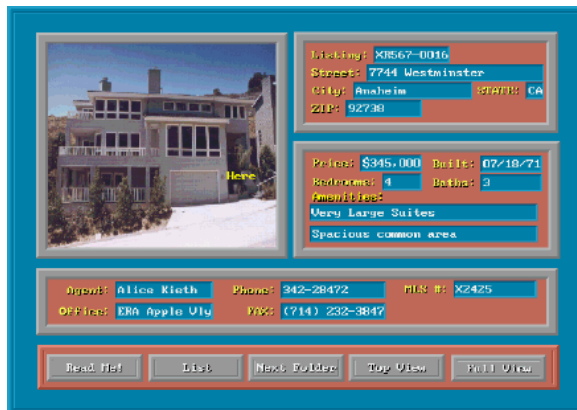 Listing: XR567-0016
Street: 7744 Westminster
City: Anaheim STATE: CA
ZIP: 92738
Here
Price: $345,000 Built: 07/18/71
Bedrooms: 4 Baths: 3
Amenities:
Very Large Suites
Spacious common area
Agent: Alice Kieth Phone: 342-28472 MLS #: XZ4Z5
Office: ERA Apple Vly FAX: (714) 232-3847
Read Me! List Next Folder Top View Full View